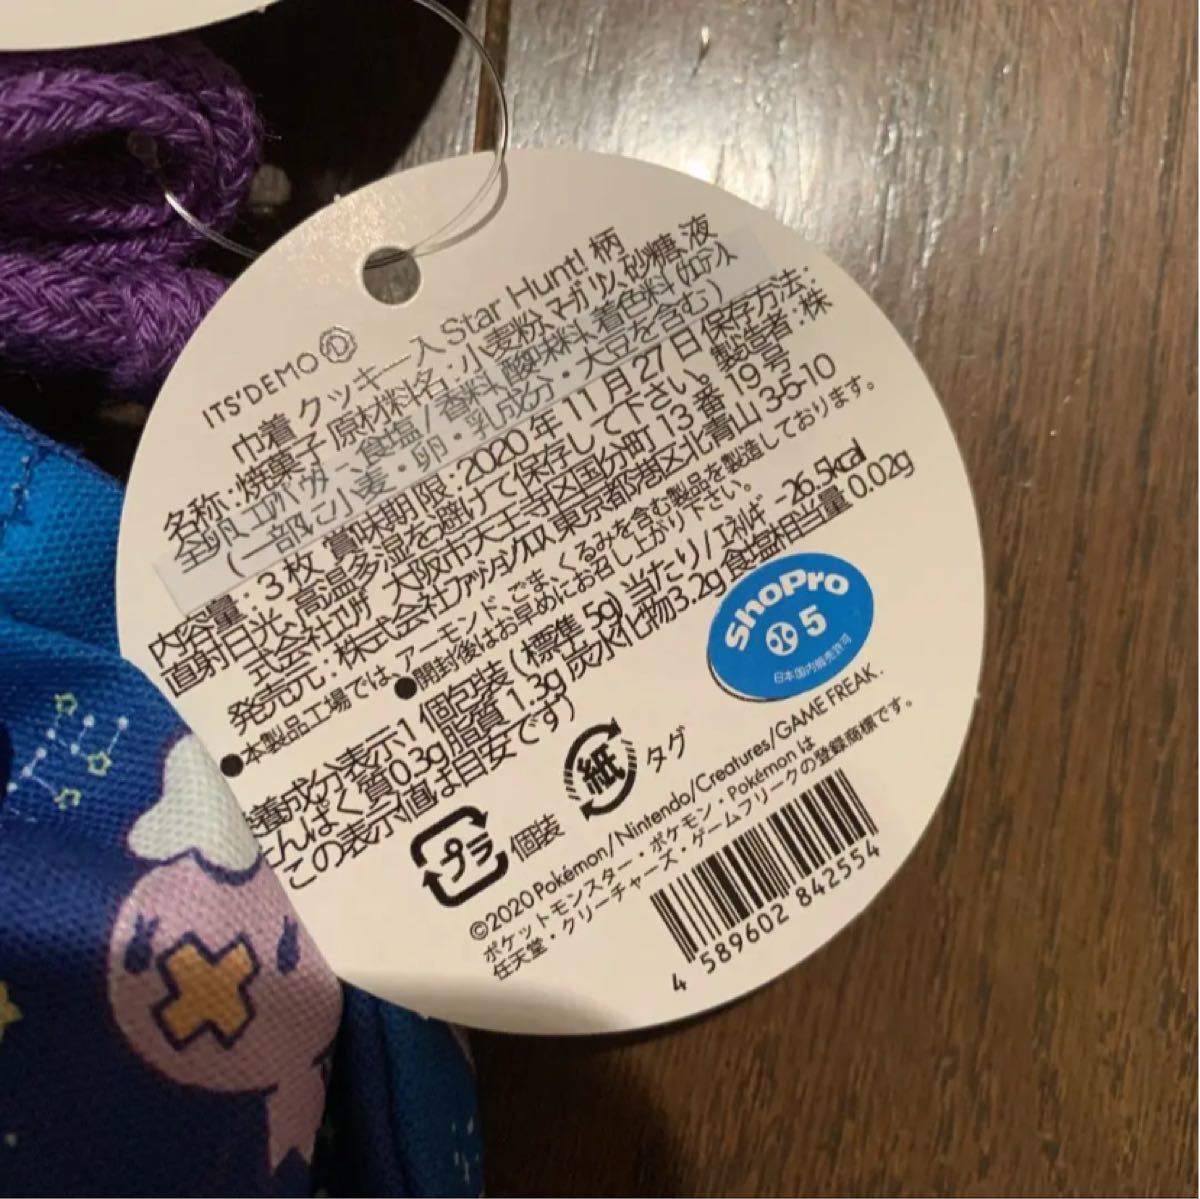 ITS'DEMO
巾着 クッキー入 Star Hunt! 柄
名称:焼菓子 原材料名:小麦粉、マーガリン、砂糖、液
全卵、ココアパウダー、食塩/香料、酸味料、着色料(クチナシ)、
(一部に小麦・卵・乳成分・大豆を含む)
内容量:3枚 賞味期限:2020年11月27日 保存方法:
直射日光、高温多湿を避けて保存して下さい。 製造者:株
大阪市天王寺区国分町13番19号
発売元:株式会社 東京都港区北青山3-5-10
●本製品工場では、アーモンド、ごま、くるみを含む製品を製造しております。
●開封後はお早めにお召し上がり下さい。
養成分表示1個包装(標準5g)当たり/エネルギー26.5kcal
たんぱく質0.3g 脂質1.3g 炭水化物3.2g 食塩相当量0.02g
この表示値は目安です)
プラ 個装 紙 タグ
shoPro
5
日本国内販売許可
©2020 Pokémon/Nintendo/Creatures/GAME FREAK.
ポケットモンスター・ポケモン・Pokémonは
任天堂・クリーチャーズ・ゲームフリークの登録商標です。
4 589602 842554